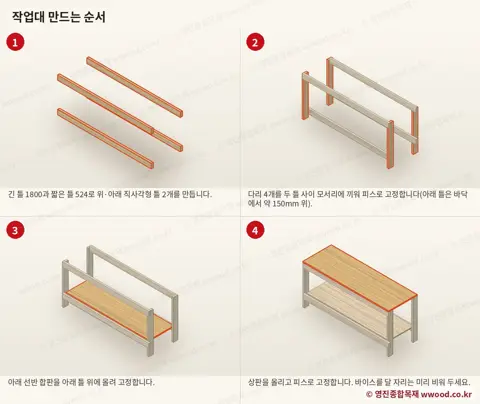 작업대 만드는 순서
1
2
긴 틀 1800과 짧은 틀 524로 위·아래 직사각형 틀 2개를 만듭니다.
다리 4개를 두 틀 사이 모서리에 끼워 피스로 고정합니다(아래 틀은 바닥
에서 약 150mm 위).
3
4
아래 선반 합판을 아래 틀 위에 올려 고정합니다.
상판을 올리고 피스로 고정합니다. 바이스를 달 자리는 미리 비워 두세요.
© 영진종합목재 wwood.co.kr